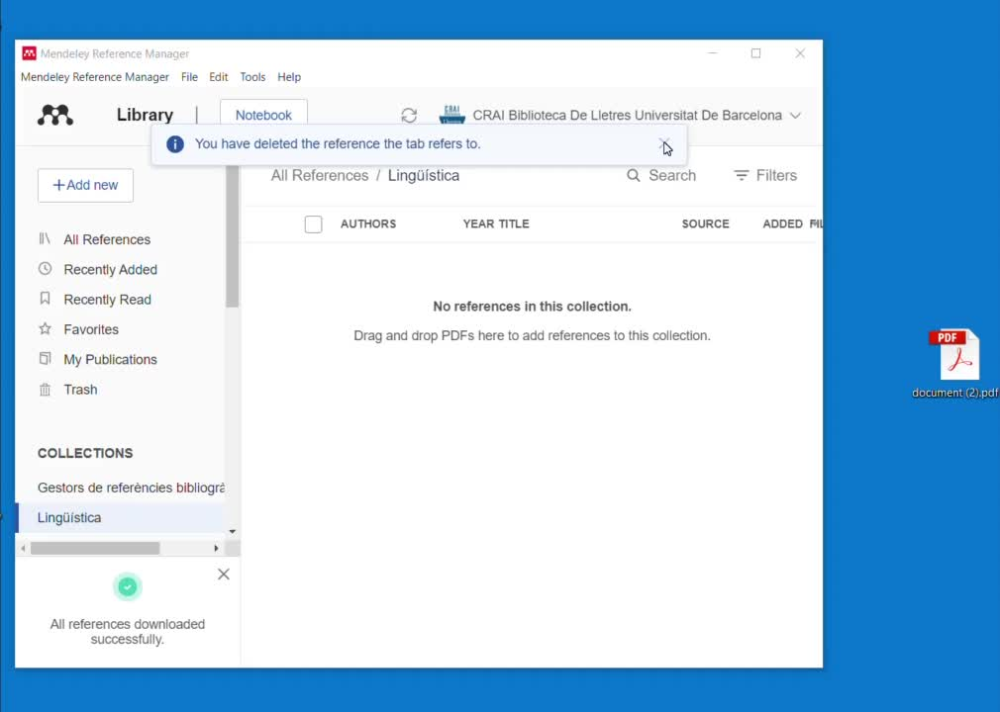 Mendeley Reference Manager
Mendeley Reference Manager File Edit Tools Help
Library | Notebook CRAI Biblioteca De Lletres Universitat De Barcelona
You have deleted the reference the tab refers to.
+Add new
All References / Lingüística Search Filters
AUTHORS YEAR TITLE SOURCE ADDED FIL
All References
Recently Added
Recently Read
Favorites
My Publications
Trash
No references in this collection.
Drag and drop PDFs here to add references to this collection.
COLLECTIONS
Gestors de referències bibliogrà
Lingüística
All references downloaded
successfully.
PDF
document (2).pdf